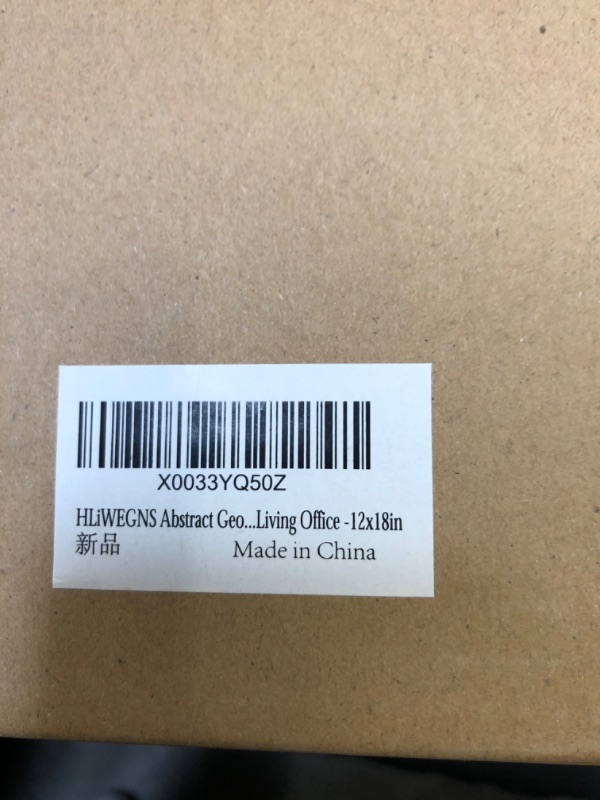 X0033YQ50Z
HLiWEGNS Abstract Geo...Living Office -12x18in
新品 Made in China